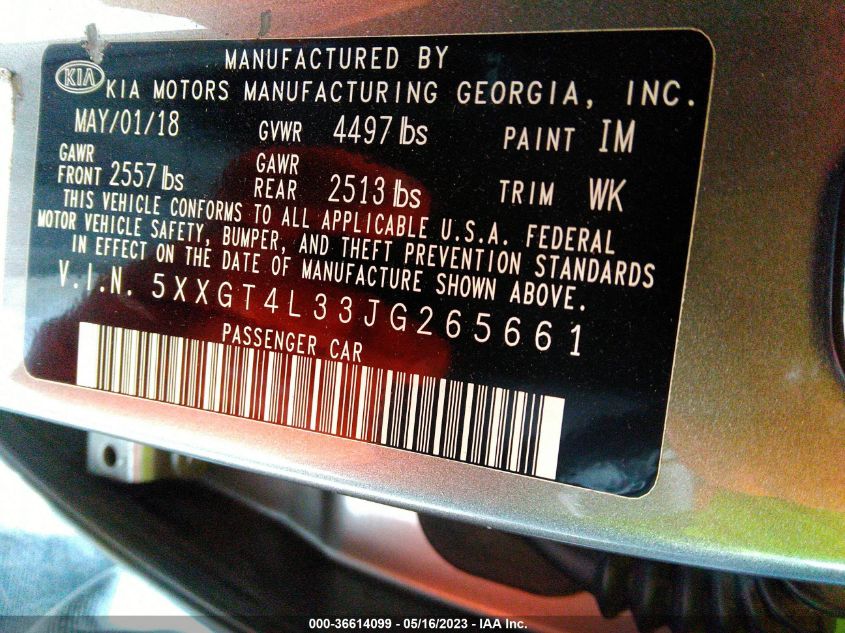 MANUFACTURED BY
KIA KIA MOTORS MANUFACTURING GEORGIA, INC.
MAY/01/18 GVWR 4497 lbs PAINT IM
GAWR FRONT 2557 lbs GAWR REAR 2513 lbs TRIM WK
THIS VEHICLE CONFORMS TO ALL APPLICABLE U.S.A. FEDERAL
MOTOR VEHICLE SAFETY, BUMPER, AND THEFT PREVENTION STANDARDS
IN EFFECT ON THE DATE OF MANUFACTURE SHOWN ABOVE.
V.I.N. 5XXGT4L33JG265661
PASSENGER CAR
000-36614099 - 05/16/2023 - IAA Inc.